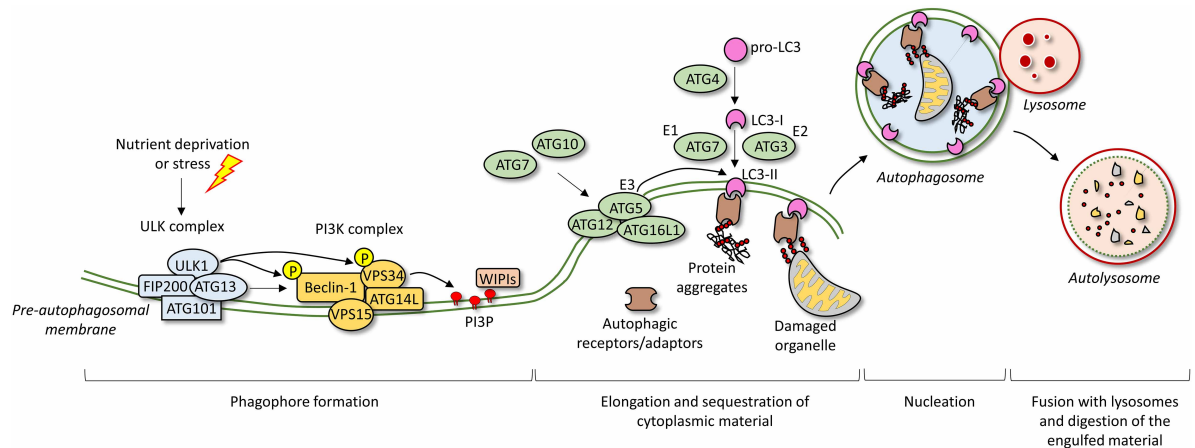 Nutrient deprivation
or stress
ULK complex
ULK1
FIP200
ATG13
ATG101
Pre-autophagosomal
membrane
PI3K complex
P
P
Beclin-1
VPS34
ATG14L
VPS15
WIPIs
PI3P
ATG7
ATG10
E3
ATG5
ATG12
ATG16L1
pro-LC3
ATG4
LC3-I
E1
ATG7
ATG3
E2
LC3-II
Protein
aggregates
Autophagic
receptors/adaptors
Damaged
organelle
Autophagosome
Lysosome
Autolysosome
Phagophore formation
Elongation and sequestration of
cytoplasmic material
Nucleation
Fusion with lysosomes
and digestion of the
engulfed material